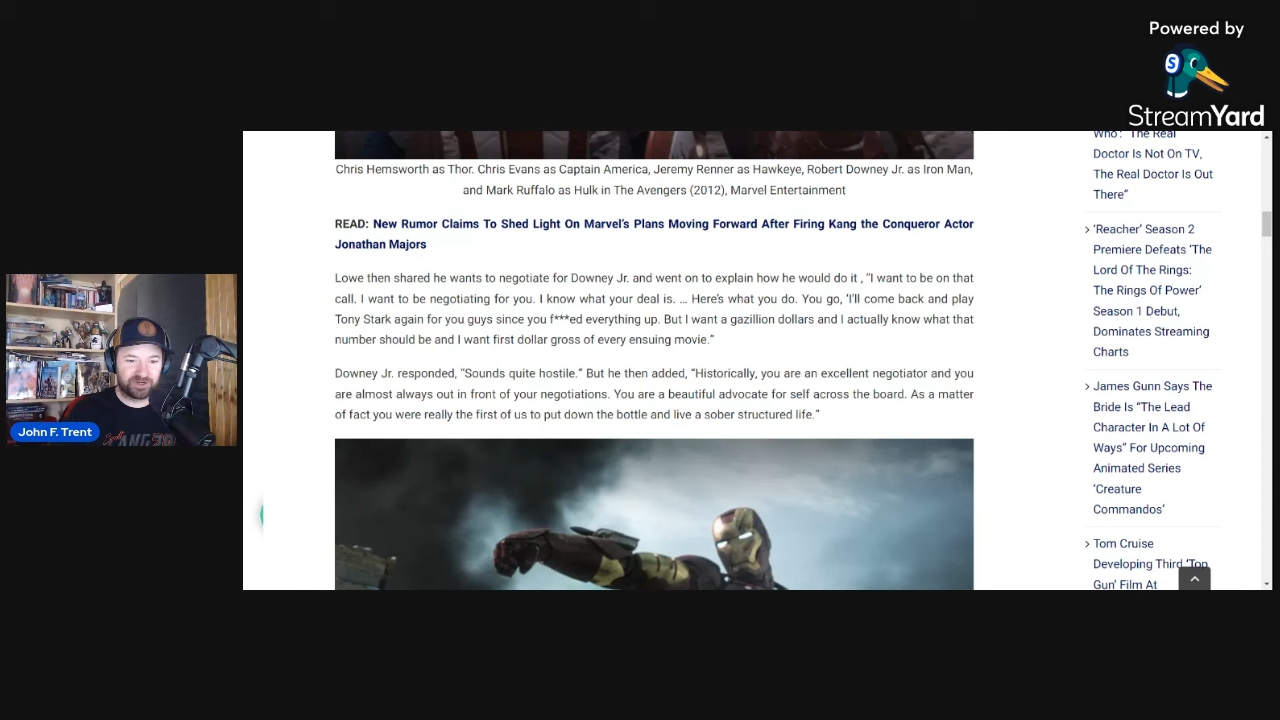 Powered by
S
StreamYard
Chris Hemsworth as Thor. Chris Evans as Captain America, Jeremy Renner as Hawkeye, Robert Downey Jr. as Iron Man,
and Mark Ruffalo as Hulk in The Avengers (2012), Marvel Entertainment
READ: New Rumor Claims To Shed Light On Marvel's Plans Moving Forward After Firing Kang the Conqueror Actor
Jonathan Majors
Lowe then shared he wants to negotiate for Downey Jr. and went on to explain how he would do it , “I want to be on that
call. I want to be negotiating for you. I know what your deal is. … Here’s what you do. You go, ‘I’ll come back and play
Tony Stark again for you guys since you f***ed everything up. But I want a gazillion dollars and I actually know what that
number should be and I want first dollar gross of every ensuing movie.”
Downey Jr. responded, “Sounds quite hostile.” But he then added, “Historically, you are an excellent negotiator and you
are almost always out in front of your negotiations. You are a beautiful advocate for self across the board. As a matter
of fact you were really the first of us to put down the bottle and live a sober structured life.”
Who’: “The Real
Doctor Is Not On TV,
The Real Doctor Is Out
There”
‘Reacher’ Season 2
Premiere Defeats ‘The
Lord Of The Rings:
The Rings Of Power’
Season 1 Debut,
Dominates Streaming
Charts
James Gunn Says The
Bride Is “The Lead
Character In A Lot Of
Ways” For Upcoming
Animated Series
‘Creature
Commandos’
Tom Cruise
Developing Third ‘Top
Gun’ Film At
John F. Trent